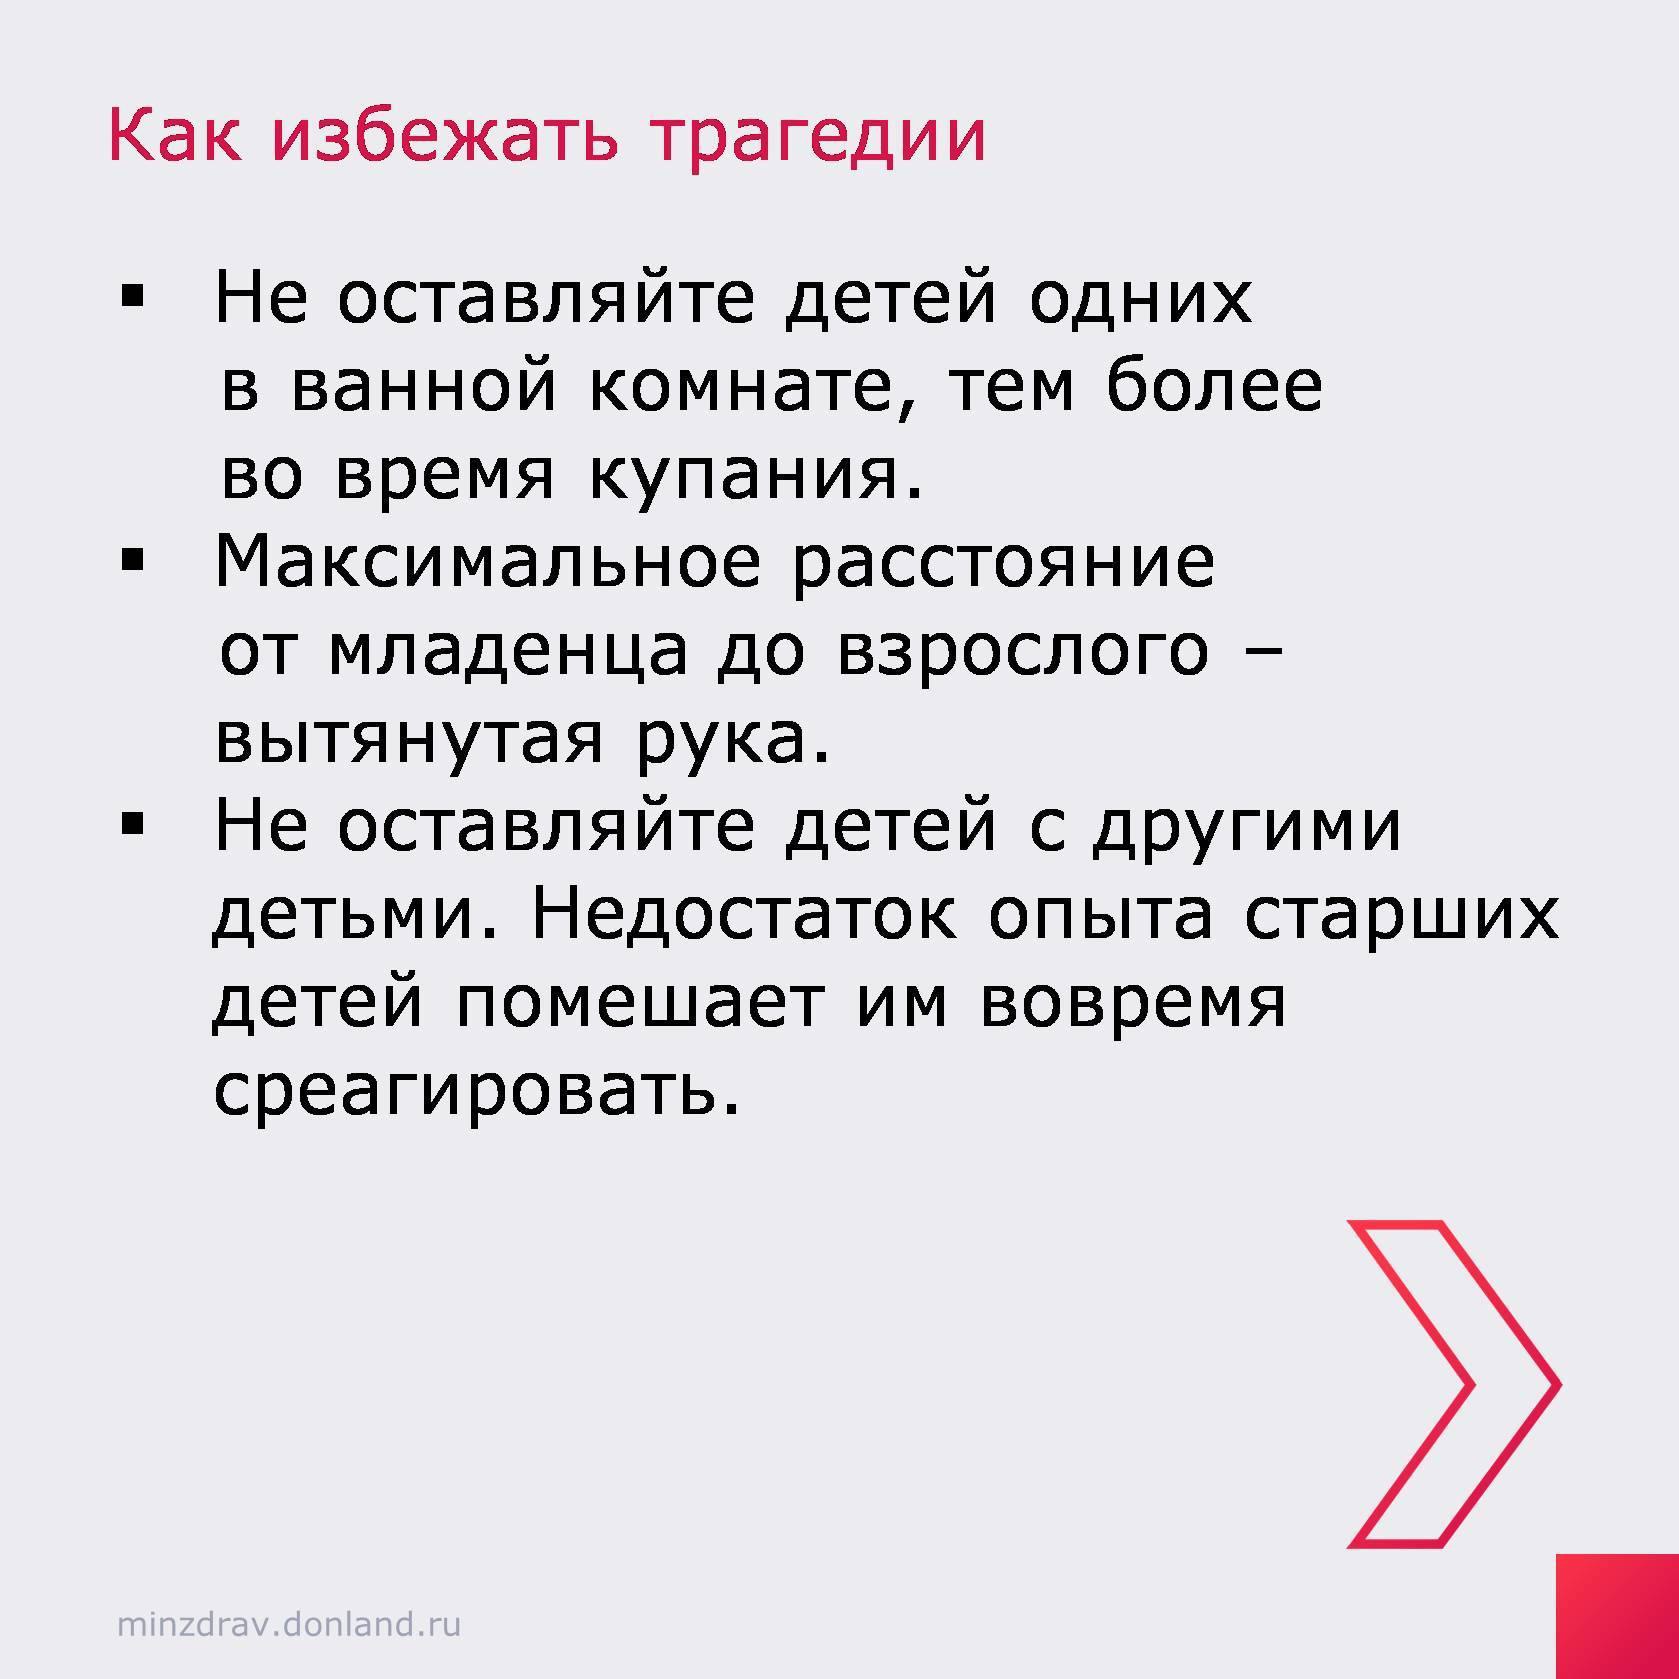 Как избежать трагедии
▪ Не оставляйте детей одних
в ванной комнате, тем более
во время купания.
▪ Максимальное расстояние
от младенца до взрослого –
вытянутая рука.
▪ Не оставляйте детей с другими
детьми. Недостаток опыта старших
детей помешает им вовремя
среагировать.
minzdrav.donland.ru